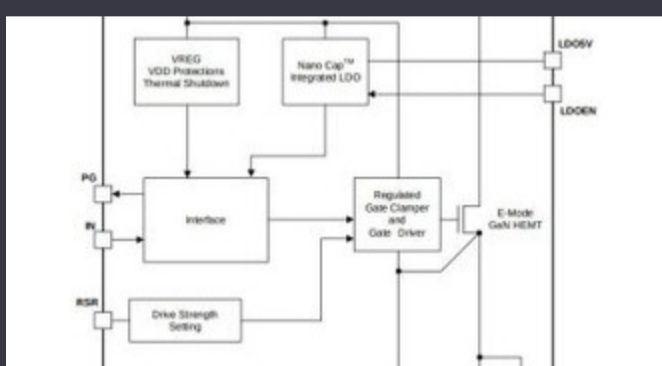 VREG
VDD Protections
Thermal Shutdown
Nano Cap™
Integrated LDO
LDO5V
LDOEN
PG
Interface
Regulated
Gate Clamper
and
Gate Driver
E-Mode
GaN HEMT
IN
RSR
Drive Strength
Setting